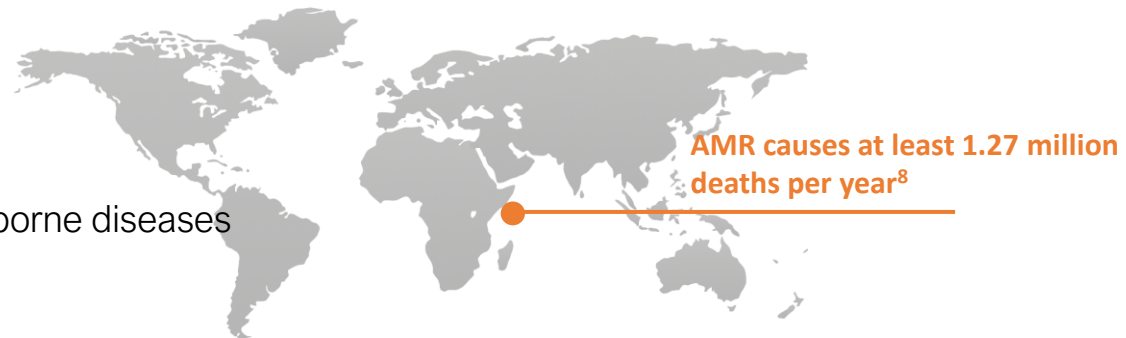 AMR causes at least 1.27 million
deaths per year⁸
borne diseases